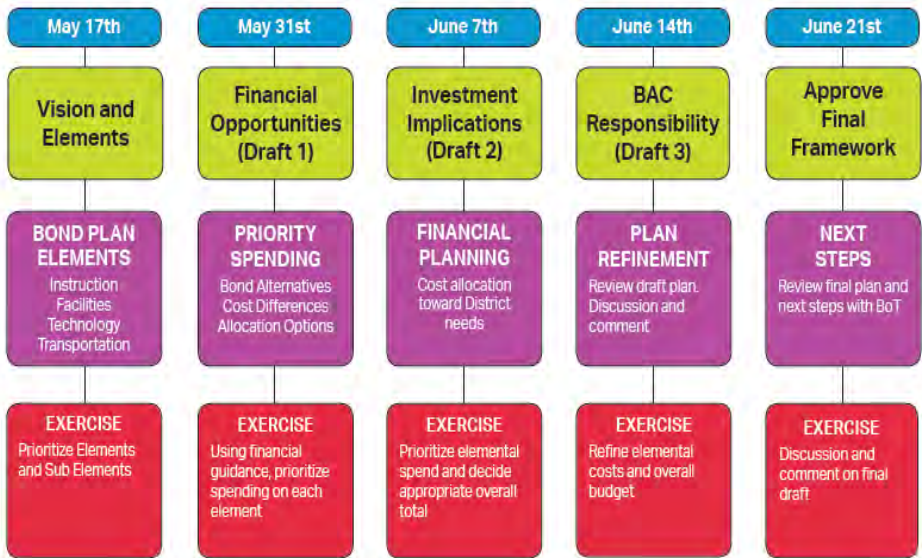 May 17th
Vision and
Elements
BOND PLAN
ELEMENTS
Instruction
Facilities
Technology
Transportation
EXERCISE
Prioritize Elements
and Sub Elements
May 31st
Financial
Opportunities
(Draft 1)
PRIORITY
SPENDING
Bond Alternatives
Cost Differences
Allocation Options
EXERCISE
Using financial
guidance, prioritize
spending on each
element
June 7th
Investment
Implications
(Draft 2)
FINANCIAL
PLANNING
Cost allocation
toward District
needs
EXERCISE
Prioritize elemental
spend and decide
appropriate overall
total
June 14th
BAC
Responsibility
(Draft 3)
PLAN
REFINEMENT
Review draft plan.
Discussion and
comment
EXERCISE
Refine elemental
costs and overall
budget
June 21st
Approve
Final
Framework
NEXT
STEPS
Review final plan and
next steps with BoT
EXERCISE
Discussion and
comment on final
draft